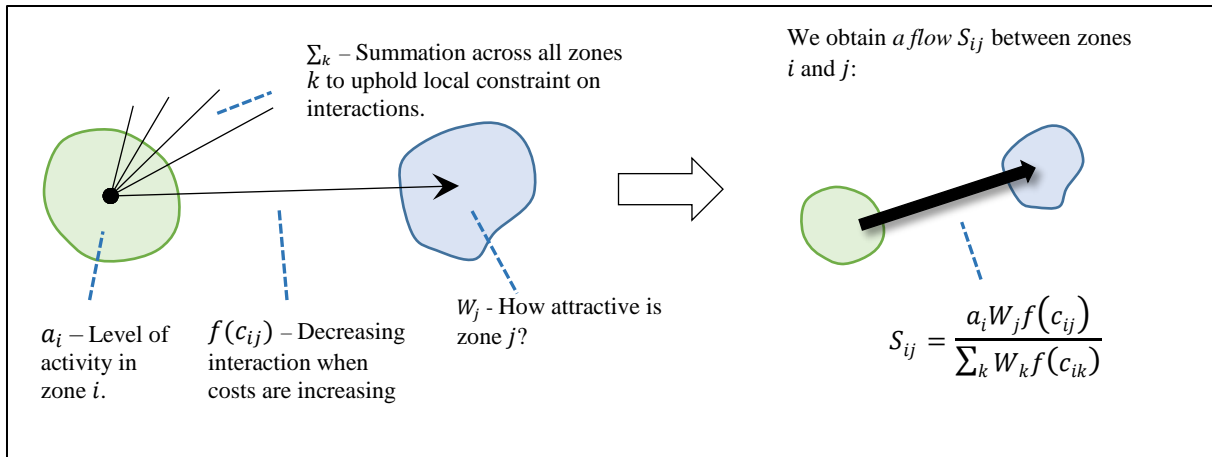 ∑ₖ – Summation across all zones
𝑘 to uphold local constraint on
interactions.
𝑎ᵢ – Level of
activity in
zone 𝑖.
𝑓(𝑐ᵢⱼ) – Decreasing
interaction when
costs are increasing
𝑊ⱼ - How attractive is
zone 𝑗?
We obtain a flow 𝑆ᵢⱼ between zones
𝑖 and 𝑗:
𝑆ᵢⱼ = 𝑎ᵢ𝑊ⱼ𝑓(𝑐ᵢⱼ) / ∑ₖ 𝑊ₖ𝑓(𝑐ᵢₖ)